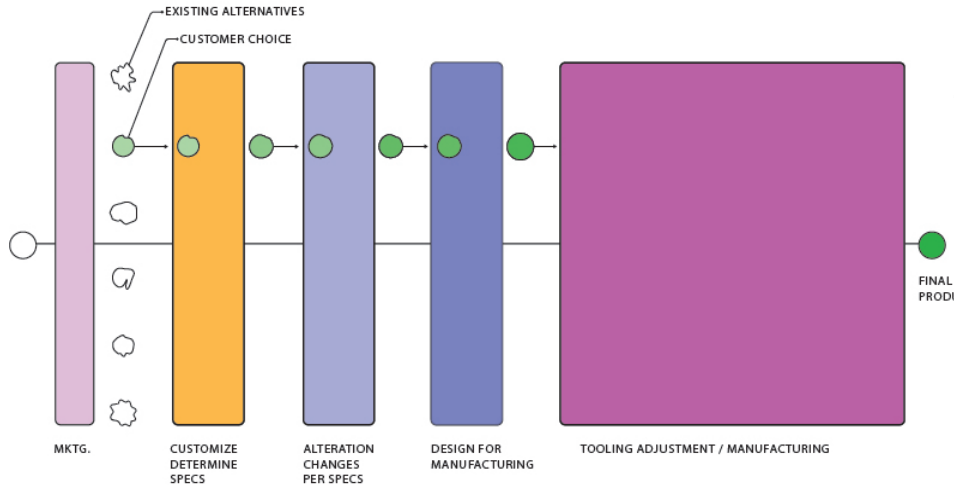 EXISTING ALTERNATIVES
CUSTOMER CHOICE
FINAL
MKTG.
CUSTOMIZE
DETERMINE
SPECS
ALTERATION
CHANGES
PER SPECS
DESIGN FOR
MANUFACTURING
TOOLING ADJUSTMENT / MANUFACTURING